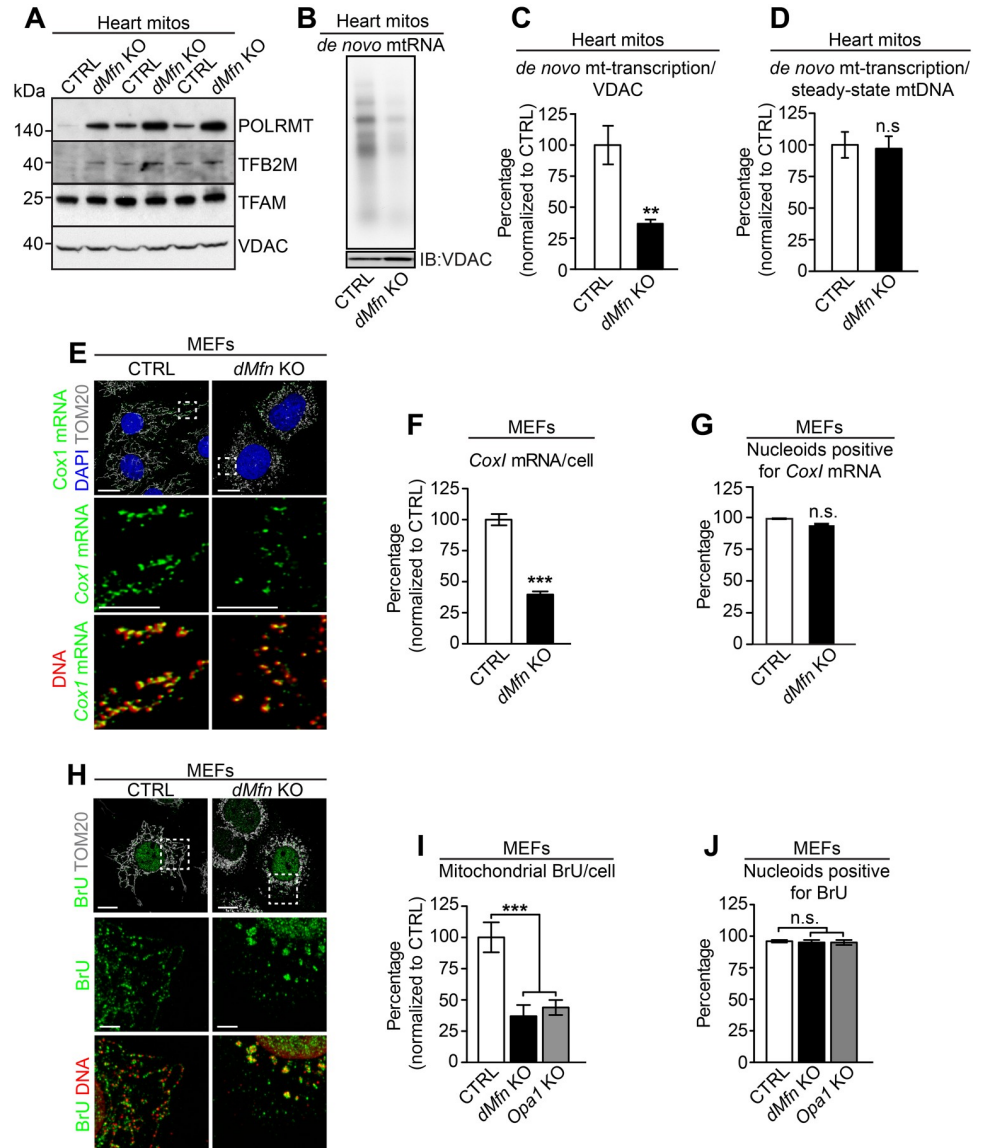 A
Heart mitos
CTRL dMfn KO CTRL dMfn KO CTRL dMfn KO
kDa
140 POLRMT
40 TFB2M
25 TFAM
40 VDAC
B
Heart mitos
de novo mtRNA
IB:VDAC
CTRL dMfn KO
C
Heart mitos
de novo mt-transcription/
VDAC
Percentage
(normalized to CTRL)
125
100
75
50
25
0
**
CTRL dMfn KO
D
Heart mitos
de novo mt-transcription/
steady-state mtDNA
Percentage
(normalized to CTRL)
125
100
75
50
25
0
n.s
CTRL dMfn KO
E
MEFs
CTRL dMfn KO
Cox1 mRNA
DAPI TOM20
Cox1 mRNA
DNA
Cox1 mRNA
F
MEFs
CoxI mRNA/cell
Percentage
(normalized to CTRL)
125
100
75
50
25
0
***
CTRL dMfn KO
G
MEFs
Nucleoids positive
for CoxI mRNA
Percentage
125
100
75
50
25
0
n.s.
CTRL dMfn KO
H
MEFs
CTRL dMfn KO
BrU TOM20
BrU
BrU DNA
I
MEFs
Mitochondrial BrU/cell
Percentage
(normalized to CTRL)
125
100
75
50
25
0
***
CTRL dMfn KO Opa1 KO
J
MEFs
Nucleoids positive
for BrU
Percentage
125
100
75
50
25
0
n.s.
CTRL dMfn KO Opa1 KO